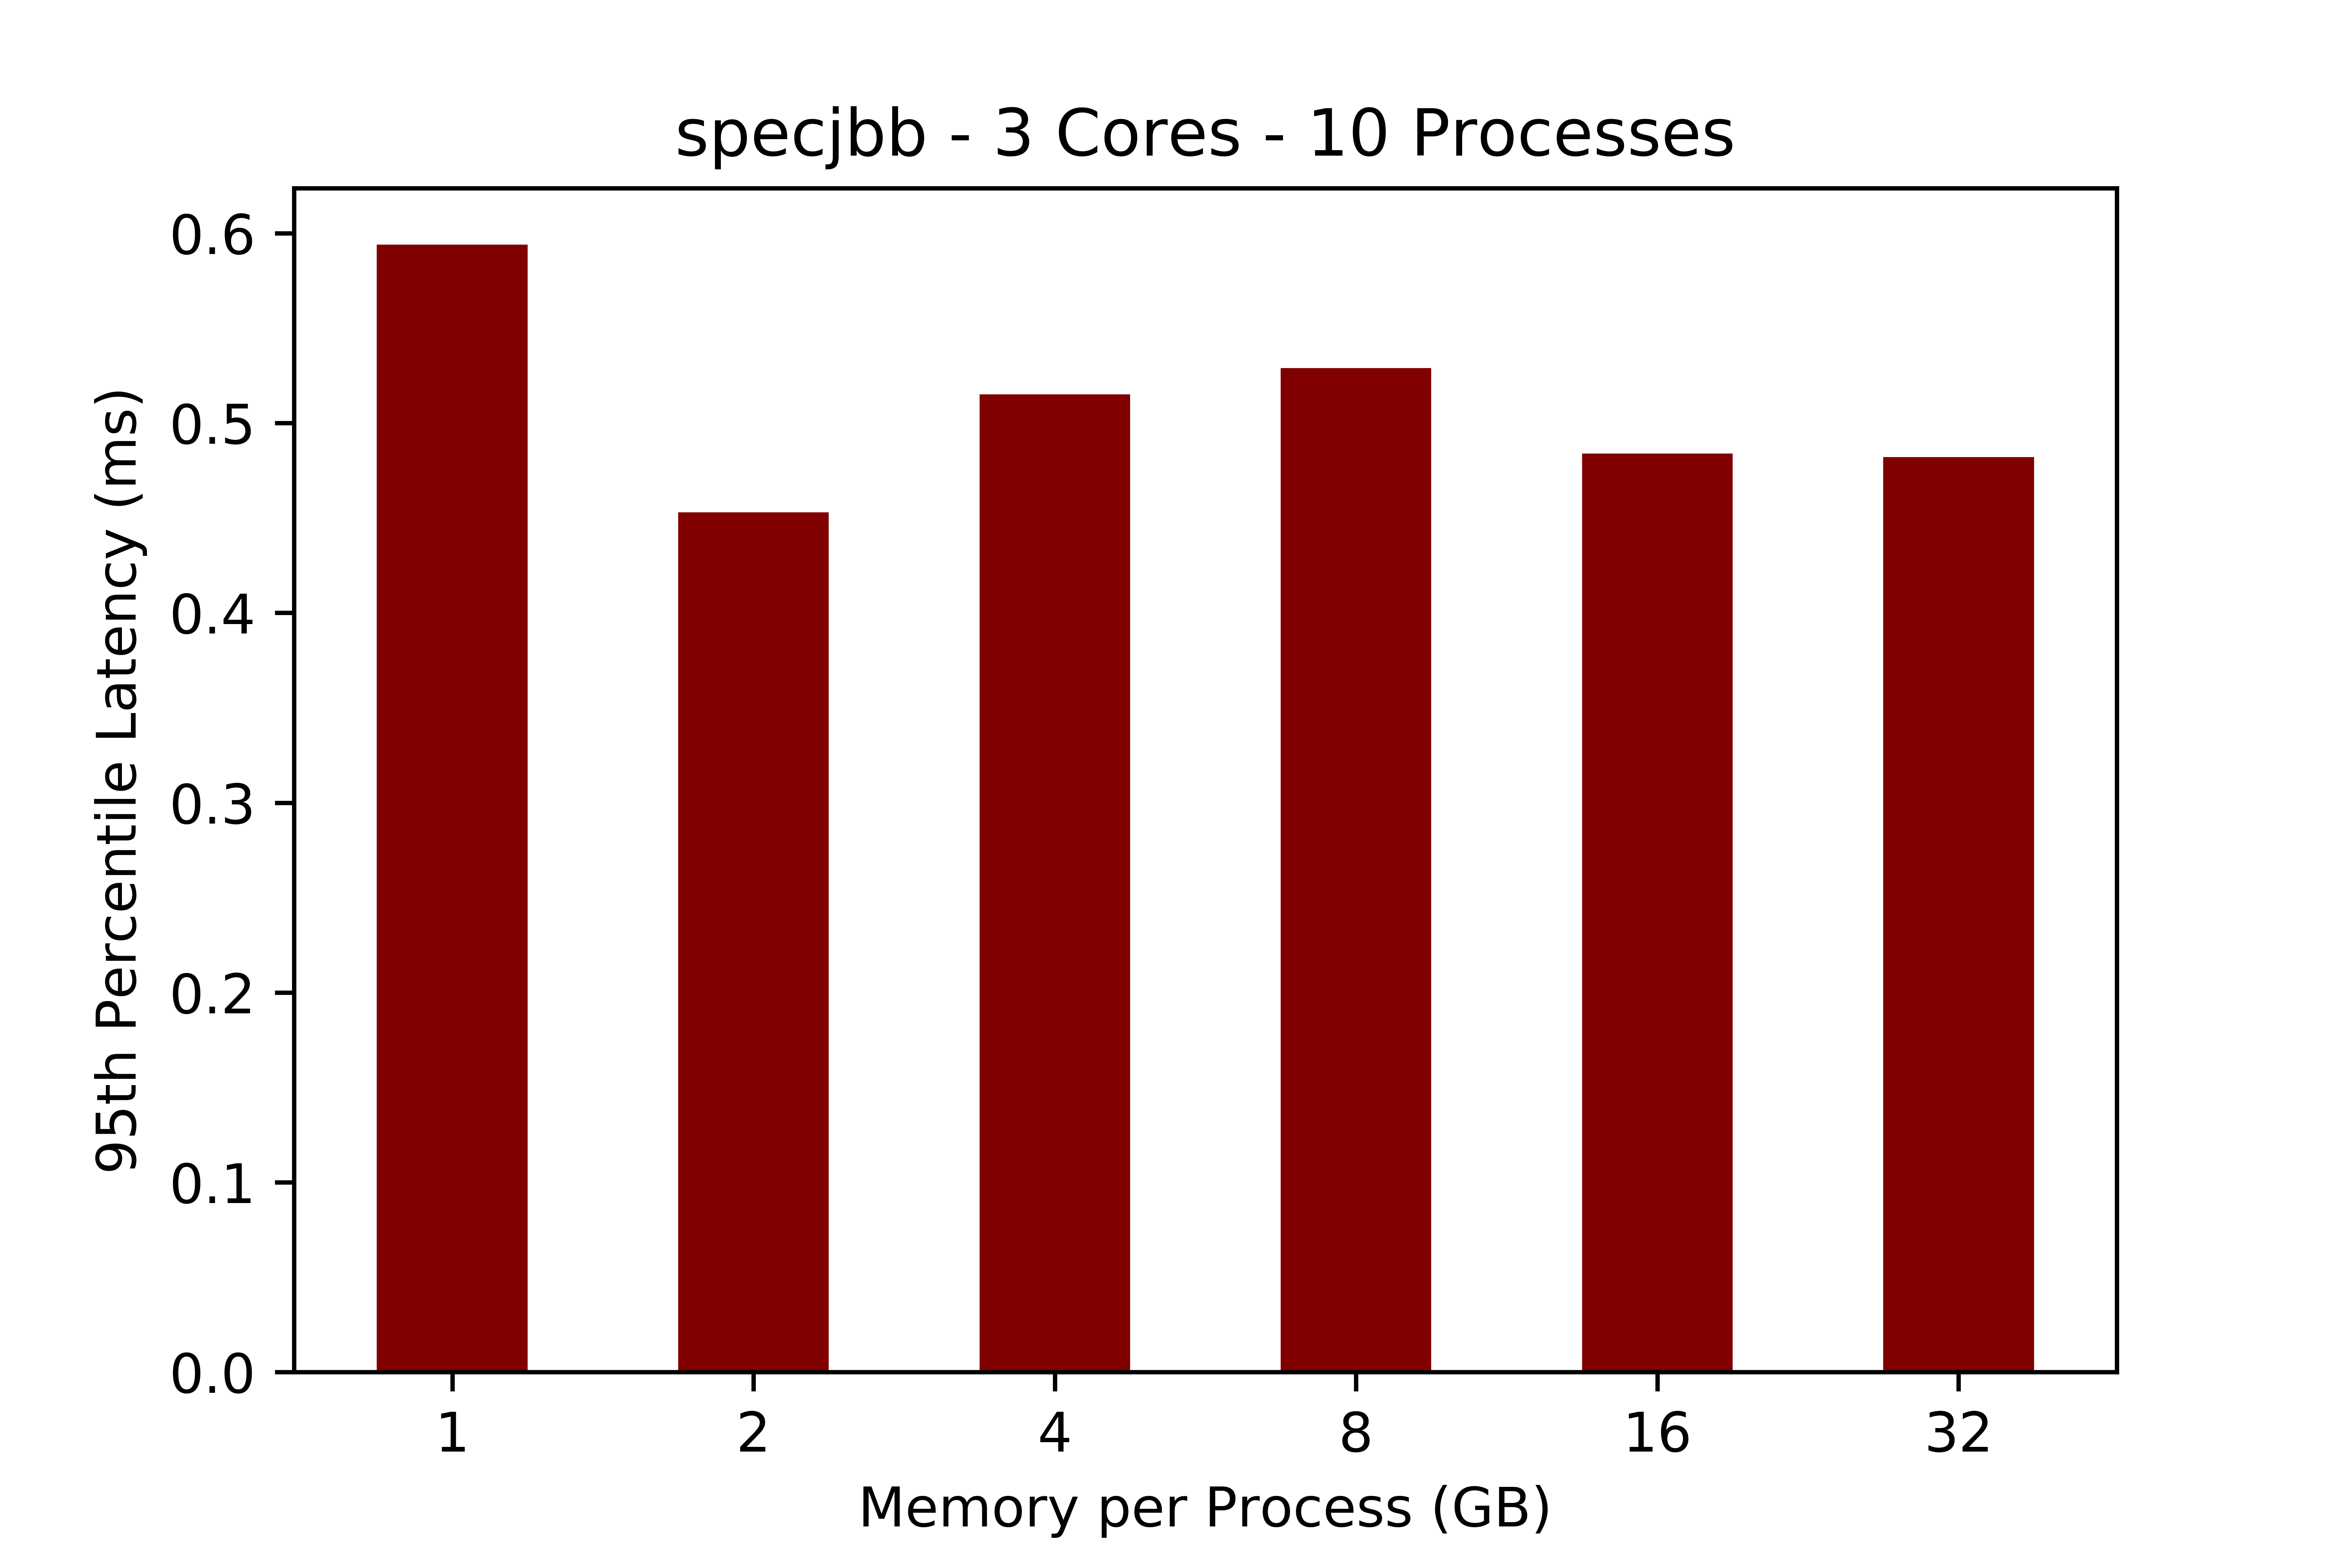 specjbb - 3 Cores - 10 Processes
95th Percentile Latency (ms)
0.6
0.5
0.4
0.3
0.2
0.1
0.0
1 2 4 8 16 32
Memory per Process (GB)